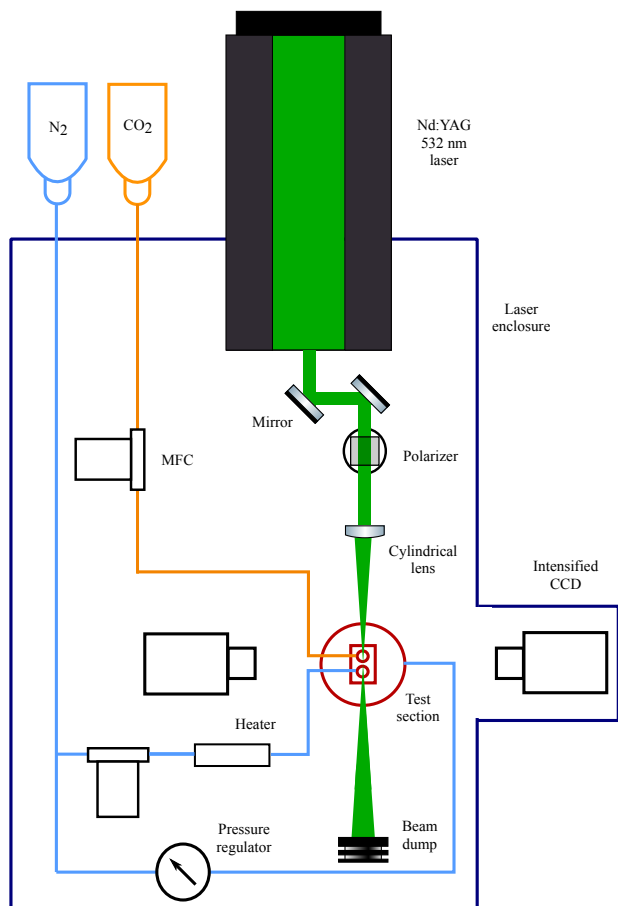 N2
CO2
Nd:YAG
532 nm
laser
Laser
enclosure
Mirror
MFC
Polarizer
Cylindrical
lens
Intensified
CCD
Test
section
Heater
Pressure
regulator
Beam
dump